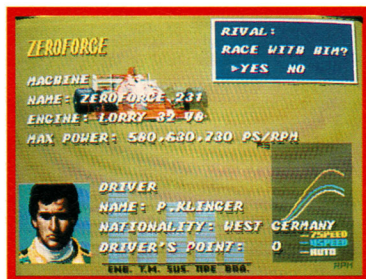 ZEROFORCE
RIVAL:
RACE WITH HIM?
▶YES NO
MACHINE
NAME: ZEROFORCE 231
ENGINE: LORRY 32 V8
MAX POWER: 580,630,730 PS/RPM
DRIVER
NAME: P.KLINGER
NATIONALITY: WEST GERMANY
DRIVER'S POINT: 0
ENG. T.M. SUS. TIRE BRA.
7SPEED
4SPEED
AUTO
RPM